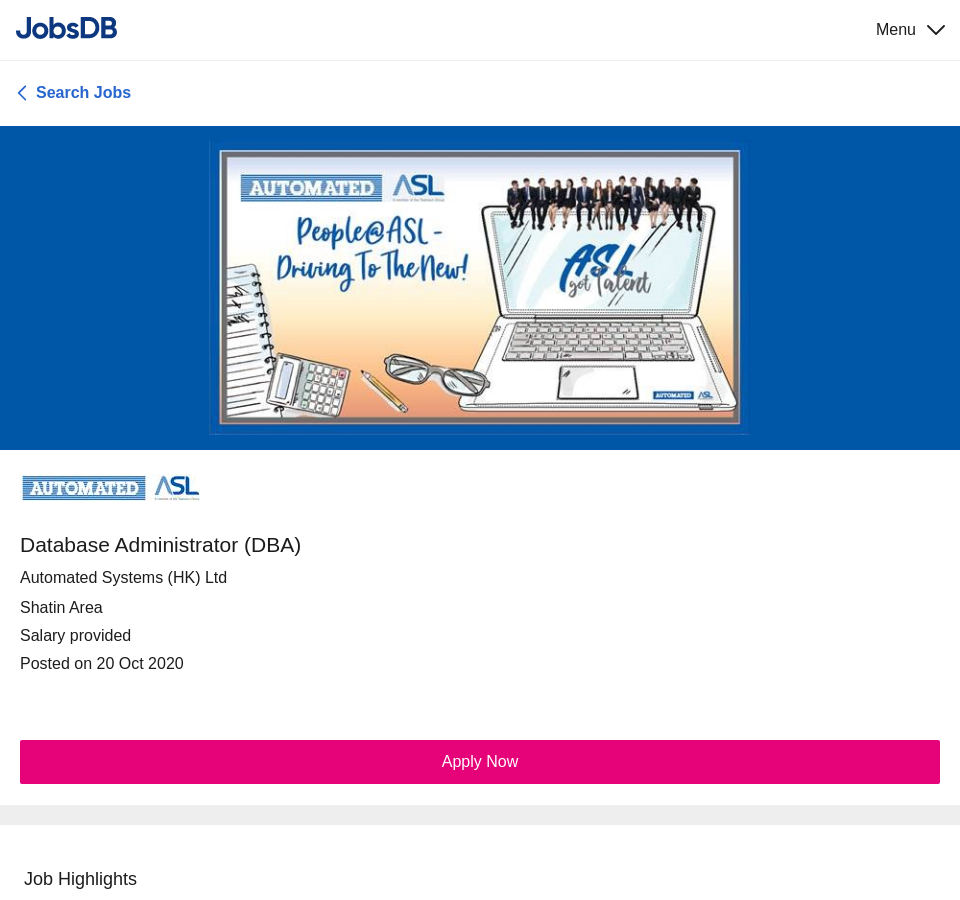 JobsDB
Menu
Search Jobs
AUTOMATED ASL
People@ASL -
Driving To The New!
ASL
got Talent
AUTOMATED ASL
AUTOMATED ASL
Database Administrator (DBA)
Automated Systems (HK) Ltd
Shatin Area
Salary provided
Posted on 20 Oct 2020
Apply Now
Job Highlights